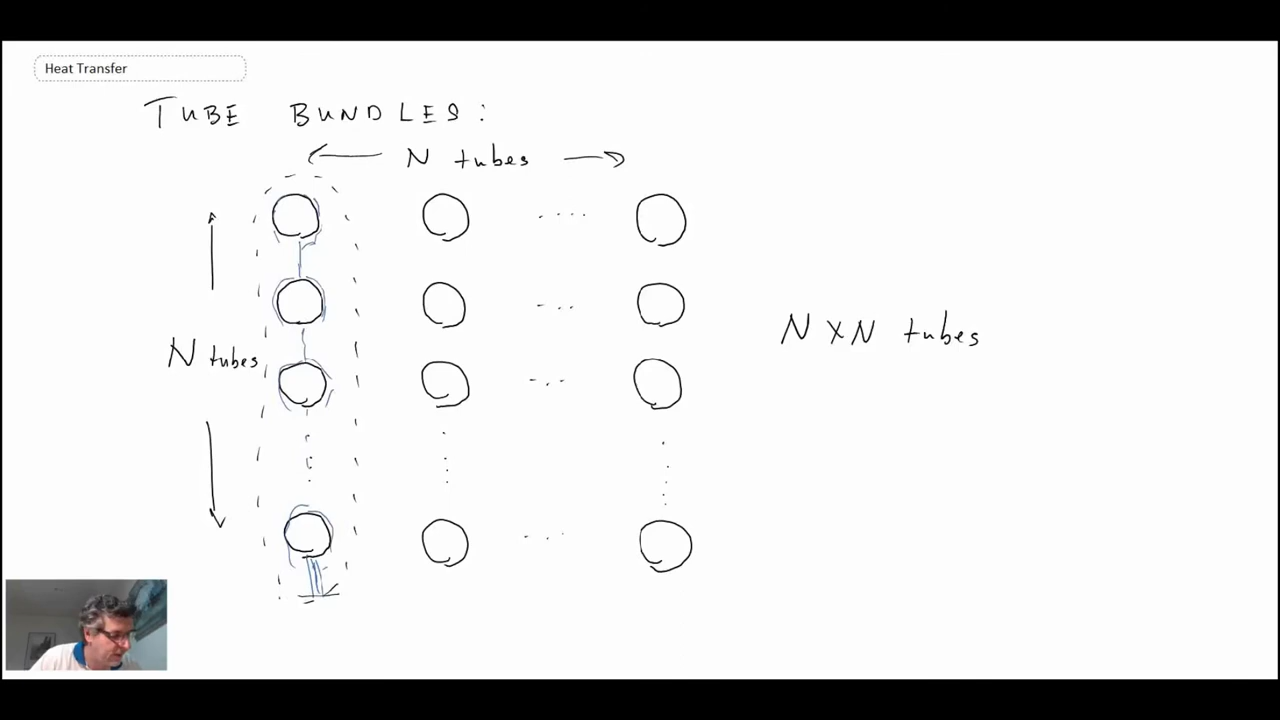 Heat Transfer
TUBE BUNDLES:
N tubes
N tubes
N X N tubes